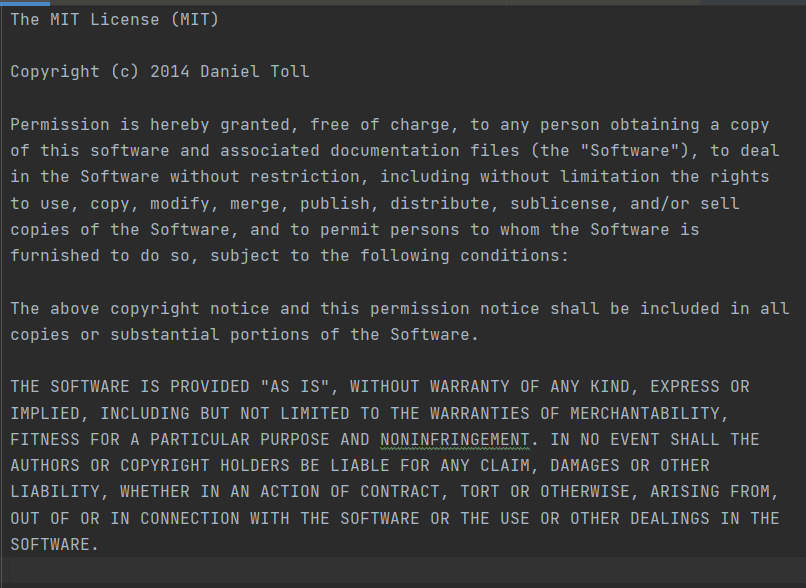 The MIT License (MIT)
Copyright (c) 2014 Daniel Toll
Permission is hereby granted, free of charge, to any person obtaining a copy
of this software and associated documentation files (the "Software"), to deal
in the Software without restriction, including without limitation the rights
to use, copy, modify, merge, publish, distribute, sublicense, and/or sell
copies of the Software, and to permit persons to whom the Software is
furnished to do so, subject to the following conditions:
The above copyright notice and this permission notice shall be included in all
copies or substantial portions of the Software.
THE SOFTWARE IS PROVIDED "AS IS", WITHOUT WARRANTY OF ANY KIND, EXPRESS OR
IMPLIED, INCLUDING BUT NOT LIMITED TO THE WARRANTIES OF MERCHANTABILITY,
FITNESS FOR A PARTICULAR PURPOSE AND NONINFRINGEMENT. IN NO EVENT SHALL THE
AUTHORS OR COPYRIGHT HOLDERS BE LIABLE FOR ANY CLAIM, DAMAGES OR OTHER
LIABILITY, WHETHER IN AN ACTION OF CONTRACT, TORT OR OTHERWISE, ARISING FROM,
OUT OF OR IN CONNECTION WITH THE SOFTWARE OR THE USE OR OTHER DEALINGS IN THE
SOFTWARE.